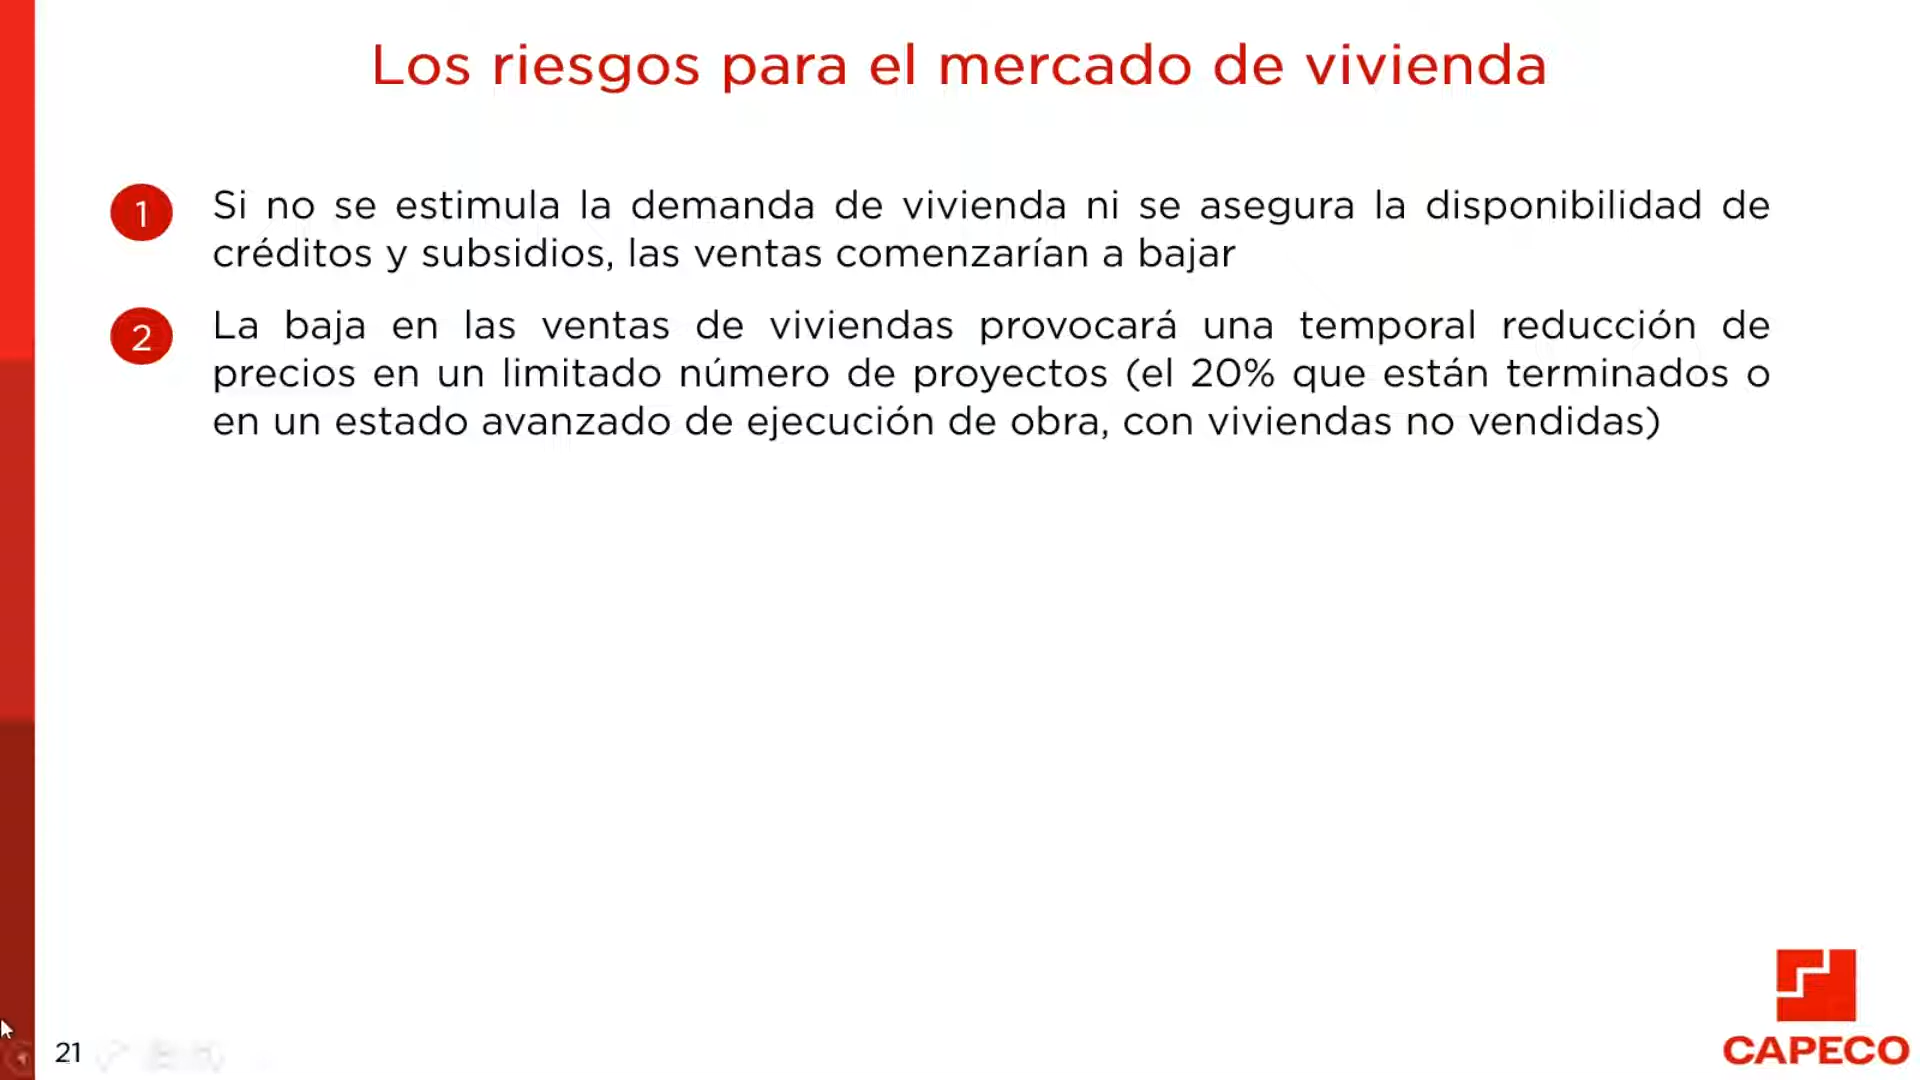 Los riesgos para el mercado de vivienda
1
Si no se estimula la demanda de vivienda ni se asegura la disponibilidad de
créditos y subsidios, las ventas comenzarían a bajar
2
La baja en las ventas de viviendas provocará una temporal reducción de
precios en un limitado número de proyectos (el 20% que están terminados o
en un estado avanzado de ejecución de obra, con viviendas no vendidas)
21
CAPECO